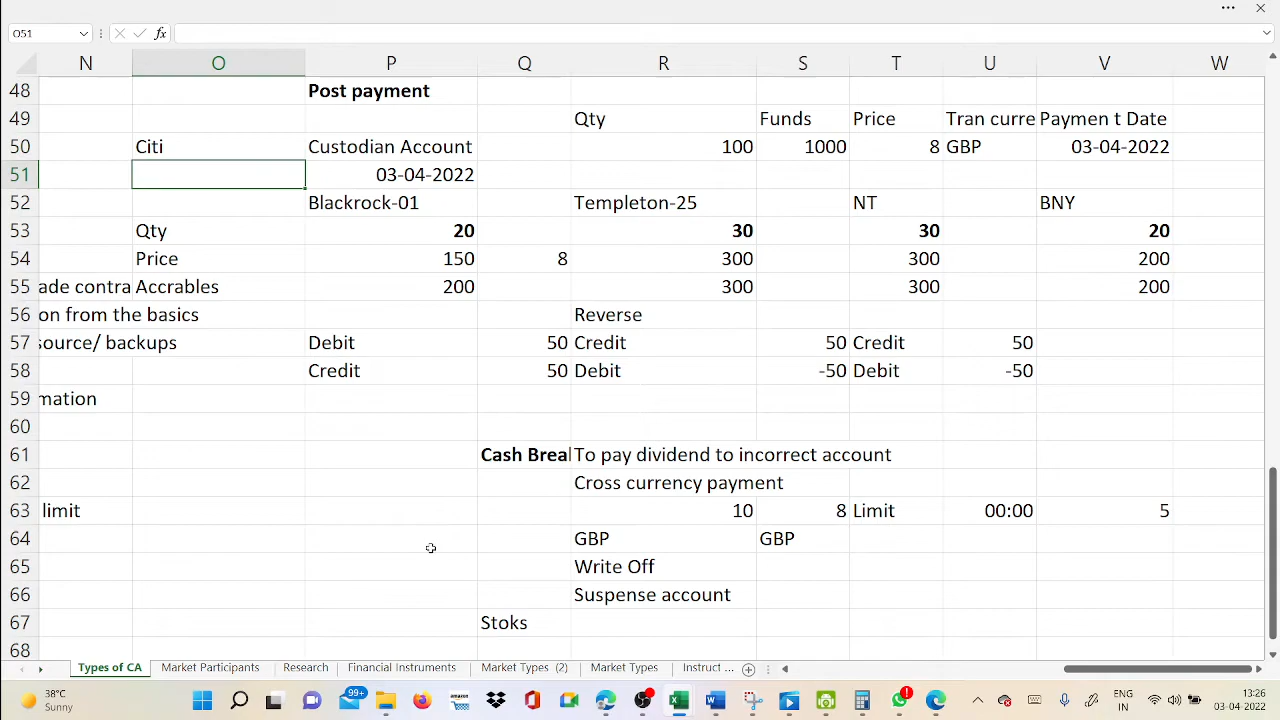 O51
fx
N O P Q R S T U V W
48 Post payment
49 Qty Funds Price Tran curre Paymen t Date
50 Citi Custodian Account 100 1000 8 GBP 03-04-2022
51 03-04-2022
52 Blackrock-01 Templeton-25 NT BNY
53 Qty 20 30 30 20
54 Price 150 8 300 300 200
55 ade contra Accrables 200 300 300 200
56 on from the basics Reverse
57 source/ backups Debit 50 Credit 50 Credit 50
58 Credit 50 Debit -50 Debit -50
59 mation
60
61 Cash Brea To pay dividend to incorrect account
62 Cross currency payment
63 limit 10 8 Limit 00:00 5
64 GBP GBP
65 Write Off
66 Suspense account
67 Stoks
68
Types of CA Market Participants Research Financial Instruments Market Types (2) Market Types Instruct ...
38°C
Sunny
99+
amazon
ENG
IN
13:28
03-04-2022